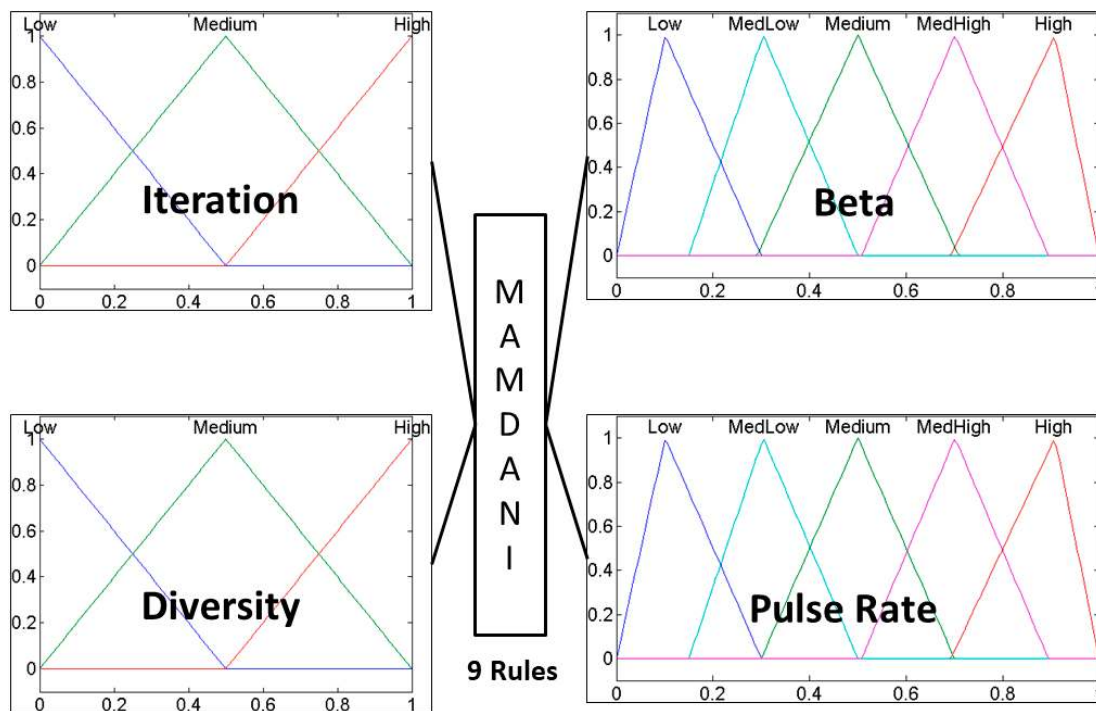 Low Medium High
1
0.8
0.6
0.4
0.2
0
0 0.2 0.4 0.6 0.8 1
Iteration
Low MedLow Medium MedHigh High
1
0.8
0.6
0.4
0.2
0
0 0.2 0.4 0.6 0.8 1
Beta
M
A
M
D
A
N
I
9 Rules
Low Medium High
1
0.8
0.6
0.4
0.2
0
0 0.2 0.4 0.6 0.8 1
Diversity
Low MedLow Medium MedHigh High
1
0.8
0.6
0.4
0.2
0
0 0.2 0.4 0.6 0.8 1
Pulse Rate